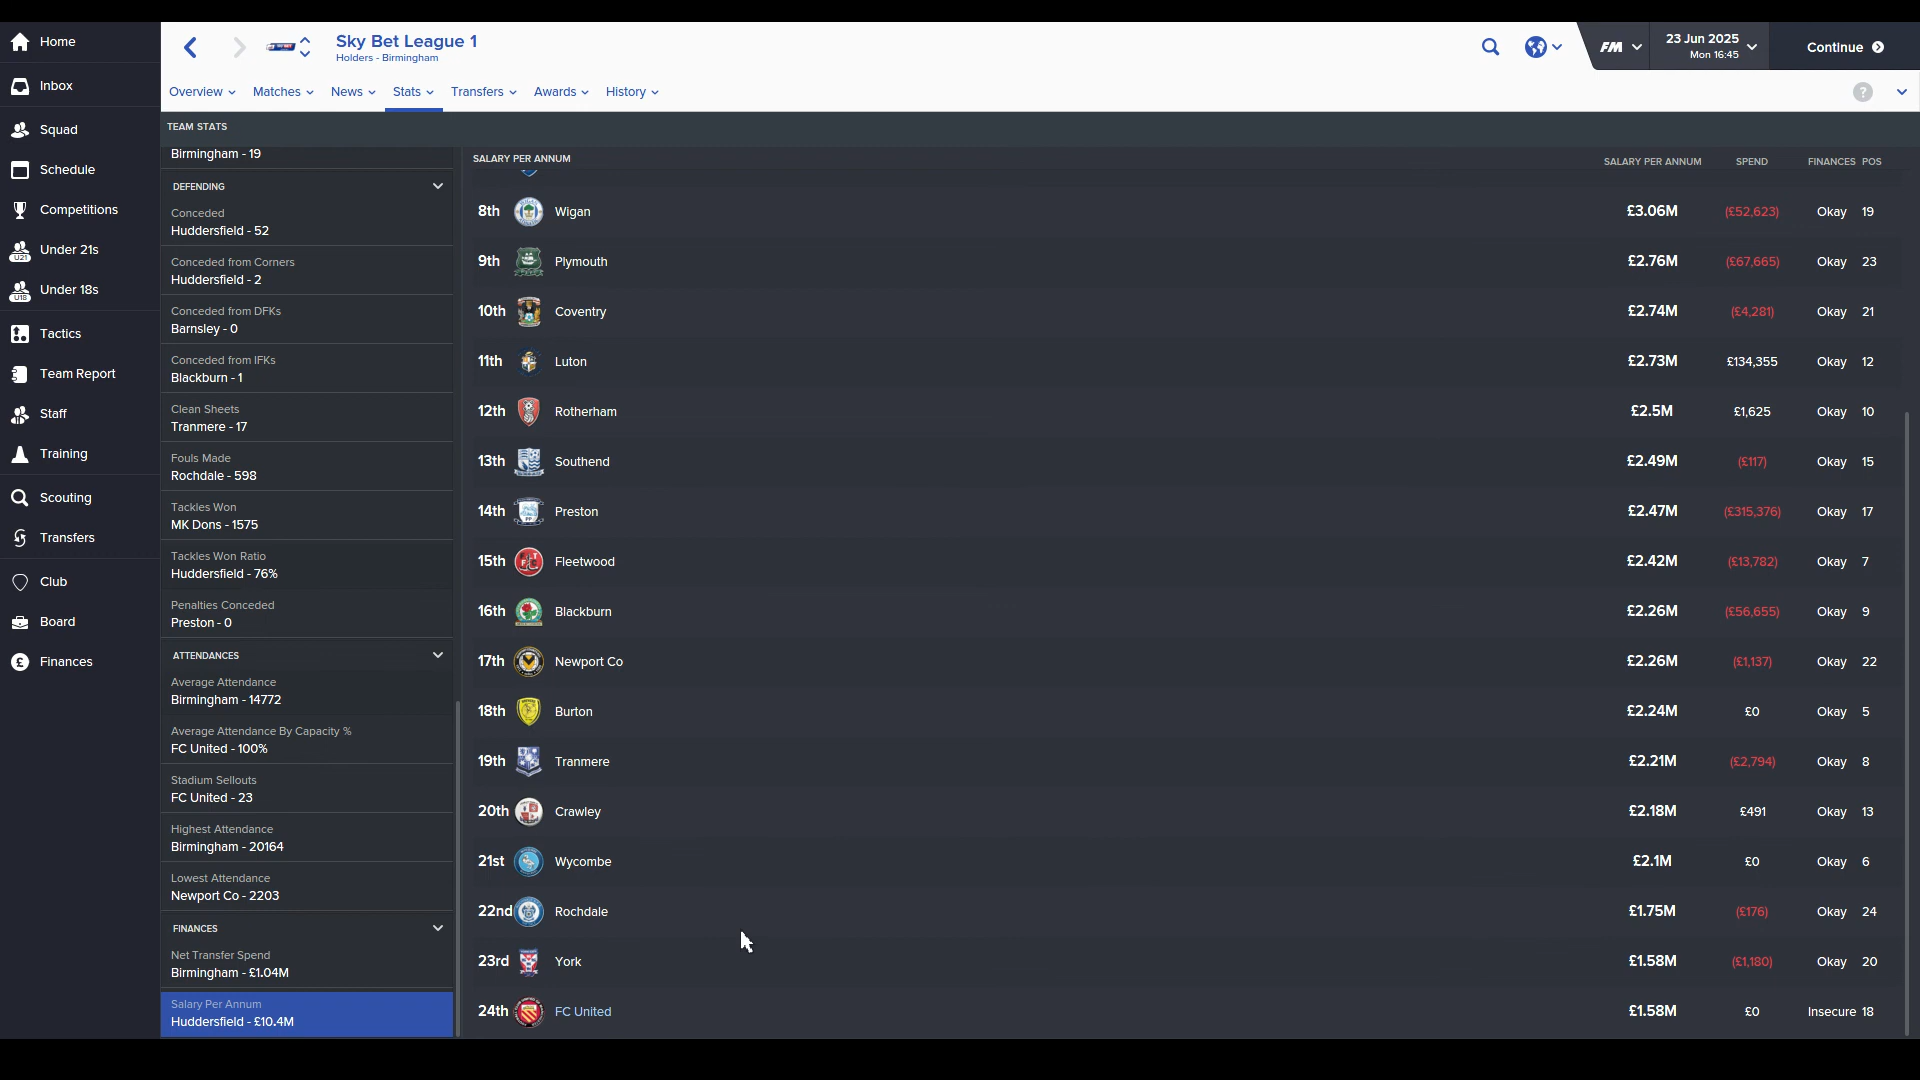 Home
Inbox
Squad
Schedule
Competitions
U21
Under 21s
U18
Under 18s
Tactics
Team Report
Staff
Training
Scouting
Transfers
Club
Board
£
Finances
Sky Bet League 1
Holders - Birmingham
FM
23 Jun 2025
Mon 16:45
Continue
Overview Matches News Stats Transfers Awards History
?
TEAM STATS
Birmingham - 19
DEFENDING
Conceded
Huddersfield - 52
Conceded from Corners
Huddersfield - 2
Conceded from DFKs
Barnsley - 0
Conceded from IFKs
Blackburn - 1
Clean Sheets
Tranmere - 17
Fouls Made
Rochdale - 598
Tackles Won
MK Dons - 1575
Tackles Won Ratio
Huddersfield - 76%
Penalties Conceded
Preston - 0
ATTENDANCES
Average Attendance
Birmingham - 14772
Average Attendance By Capacity %
FC United - 100%
Stadium Sellouts
FC United - 23
Highest Attendance
Birmingham - 20164
Lowest Attendance
Newport Co - 2203
FINANCES
Net Transfer Spend
Birmingham - £1.04M
Salary Per Annum
Huddersfield - £10.4M
SALARY PER ANNUM SALARY PER ANNUM SPEND FINANCES POS
8th Wigan £3.06M (£52,623) Okay 19
9th Plymouth £2.76M (£67,665) Okay 23
10th Coventry £2.74M (£4,281) Okay 21
11th Luton £2.73M £134,355 Okay 12
12th Rotherham £2.5M £1,625 Okay 10
13th Southend £2.49M (£117) Okay 15
14th Preston £2.47M (£315,376) Okay 17
15th Fleetwood £2.42M (£13,782) Okay 7
16th Blackburn £2.26M (£56,655) Okay 9
17th Newport Co £2.26M (£1,137) Okay 22
18th Burton £2.24M £0 Okay 5
19th Tranmere £2.21M (£2,794) Okay 8
20th Crawley £2.18M £491 Okay 13
21st Wycombe £2.1M £0 Okay 6
22nd Rochdale £1.75M (£176) Okay 24
23rd York £1.58M (£1,180) Okay 20
24th FC United £1.58M £0 Insecure 18